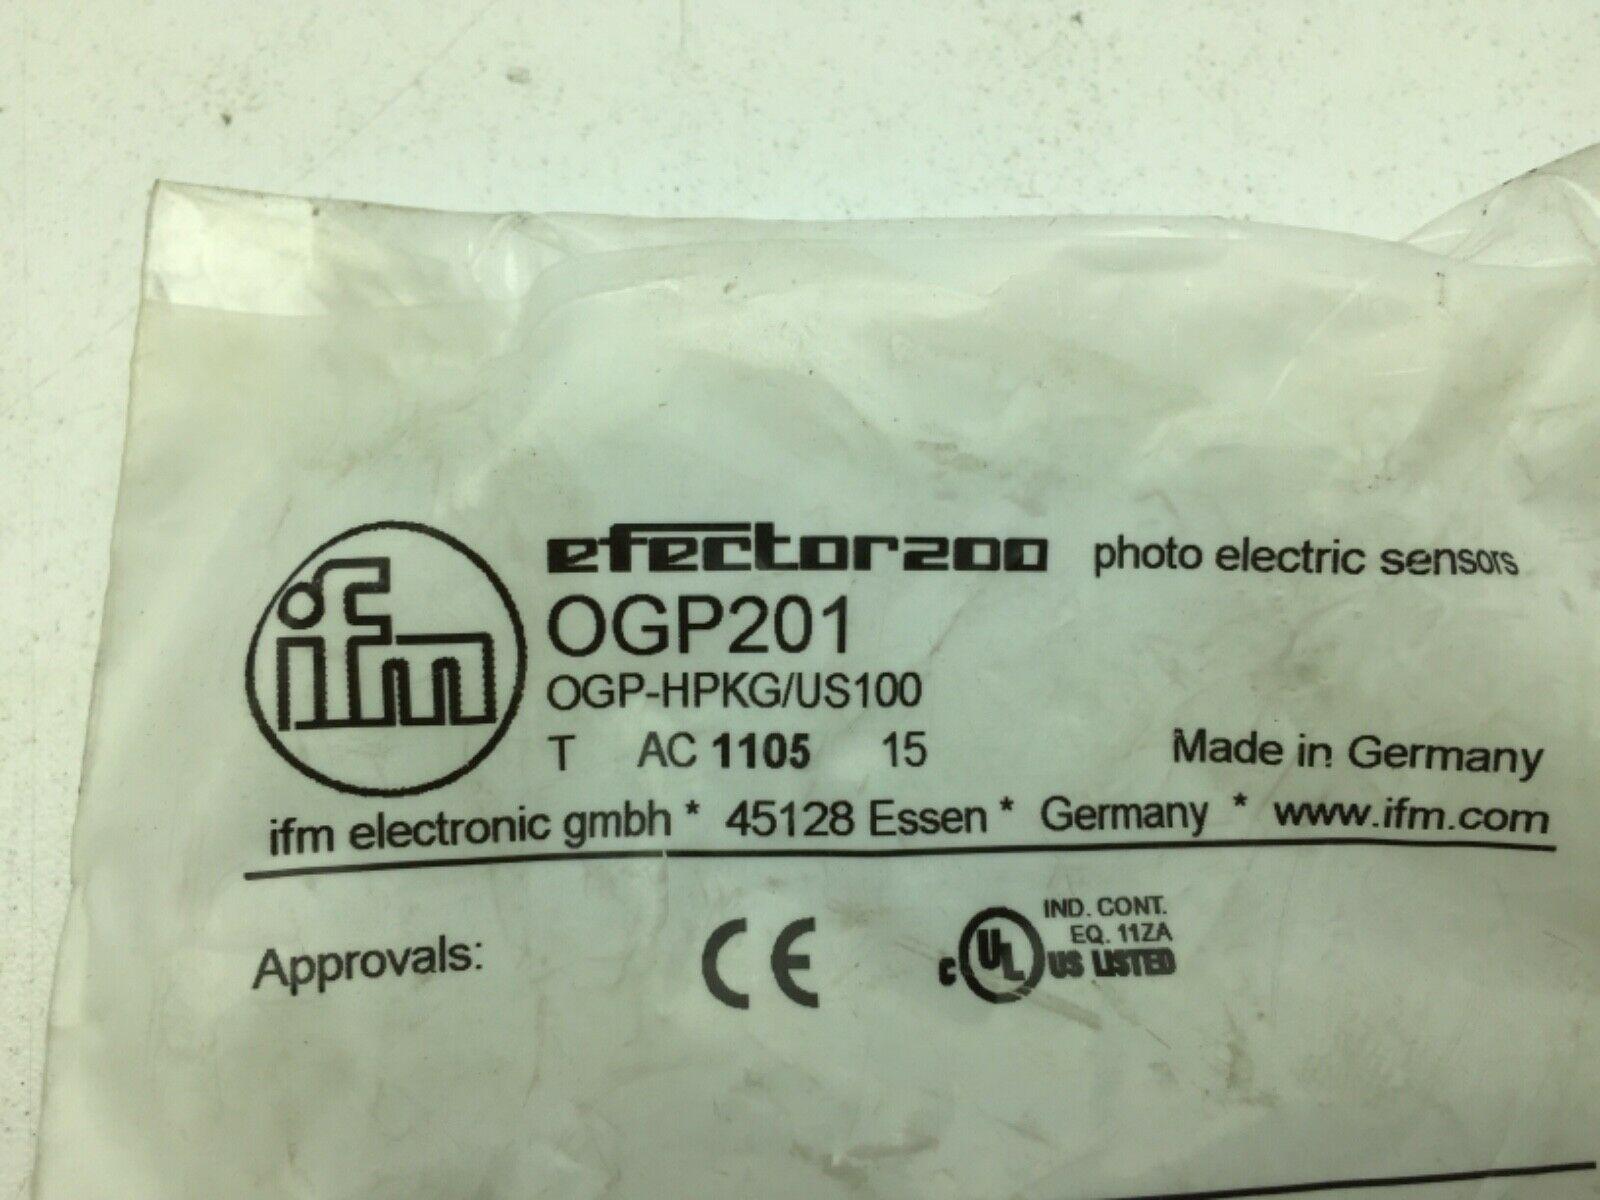 ifm
efector200 photo electric sensors
OGP201
OGP-HPKG/US100
T AC 1105 15 Made in Germany
ifm electronic gmbh * 45128 Essen * Germany * www.ifm.com
Approvals: CE
IND. CONT.
EQ. 11ZA
c UL US LISTED